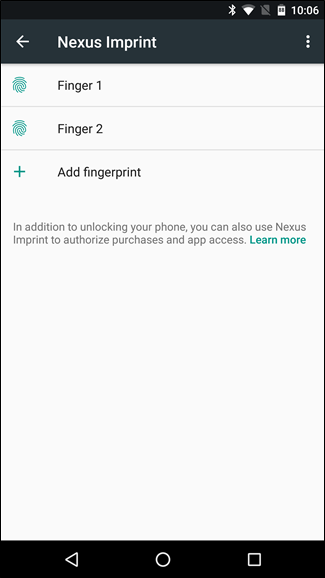 10:06
Nexus Imprint
Finger 1
Finger 2
Add fingerprint
In addition to unlocking your phone, you can also use Nexus
Imprint to authorize purchases and app access. Learn more